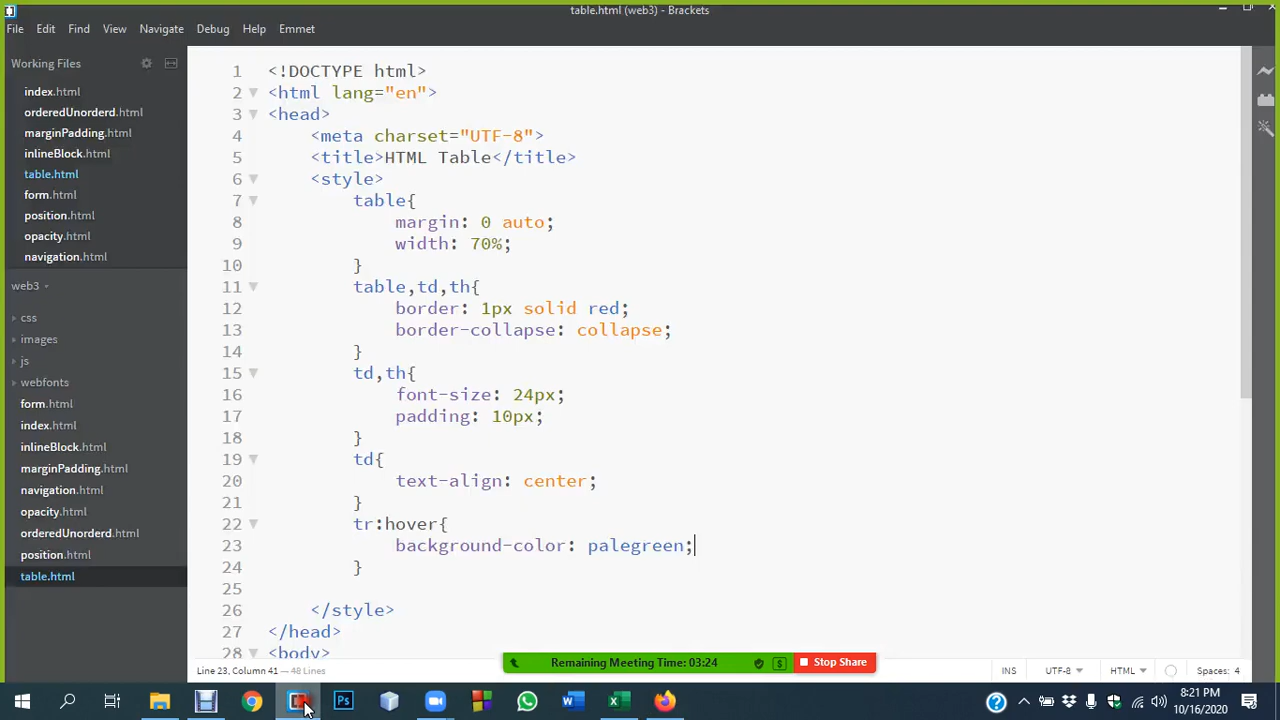 table.html (web3) - Brackets
File Edit Find View Navigate Debug Help Emmet
Working Files
index.html
orderedUnorderd.html
marginPadding.html
inlineBlock.html
table.html
form.html
position.html
opacity.html
navigation.html
web3
css
images
js
webfonts
form.html
index.html
inlineBlock.html
marginPadding.html
navigation.html
opacity.html
orderedUnorderd.html
position.html
table.html
1 <!DOCTYPE html>
2 <html lang="en">
3 <head>
4 <meta charset="UTF-8">
5 <title>HTML Table</title>
6 <style>
7 table{
8 margin: 0 auto;
9 width: 70%;
10 }
11 table,td,th{
12 border: 1px solid red;
13 border-collapse: collapse;
14 }
15 td,th{
16 font-size: 24px;
17 padding: 10px;
18 }
19 td{
20 text-align: center;
21 }
22 tr:hover{
23 background-color: palegreen;
24 }
25
26 </style>
27 </head>
28 <body>
Remaining Meeting Time: 03:24 Stop Share
Line 23, Column 41 — 48 Lines INS UTF-8 HTML Spaces: 4
Ps
W
8:21 PM
10/16/2020